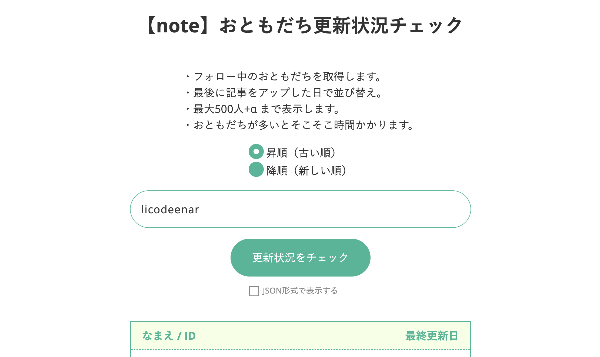 【note】おともだち更新状況チェック
・フォロー中のおともだちを取得します。
・最後に記事をアップした日で並び替え。
・最大500人+αまで表示します。
・おともだちが多いとそこそこ時間かかります。
昇順（古い順）
降順（新しい順）
licodeenar
更新状況をチェック
JSON形式で表示する
なまえ / ID 最終更新日